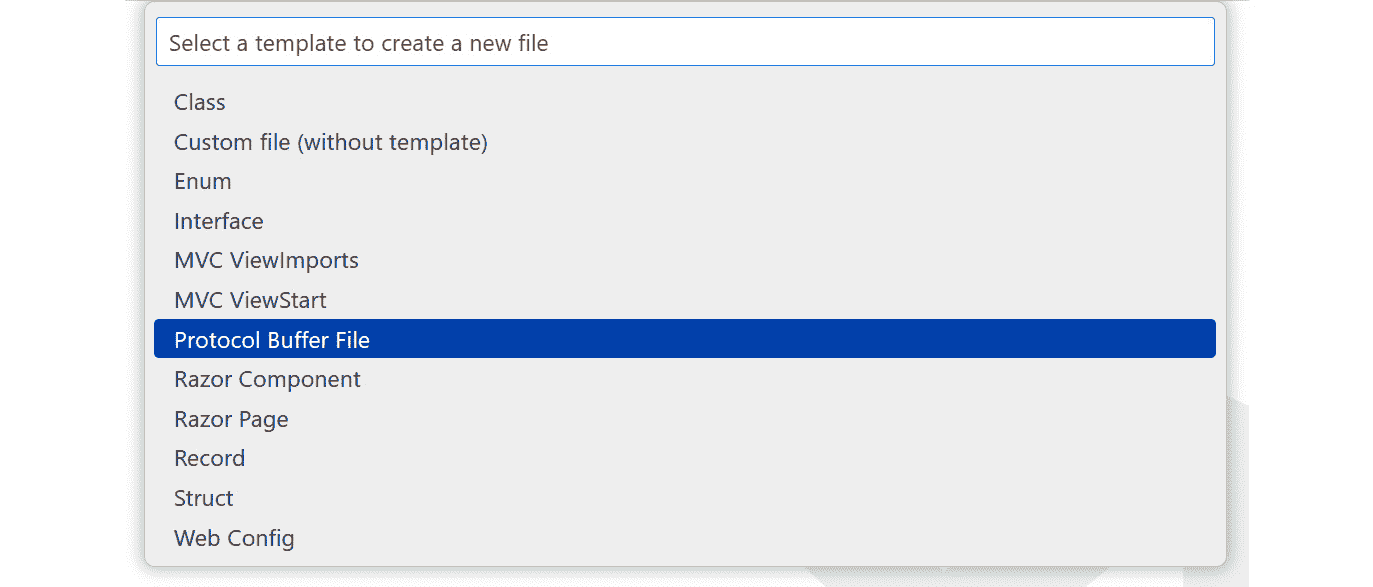 Select a template to create a new file
Class
Custom file (without template)
Enum
Interface
MVC ViewImports
MVC ViewStart
Protocol Buffer File
Razor Component
Razor Page
Record
Struct
Web Config